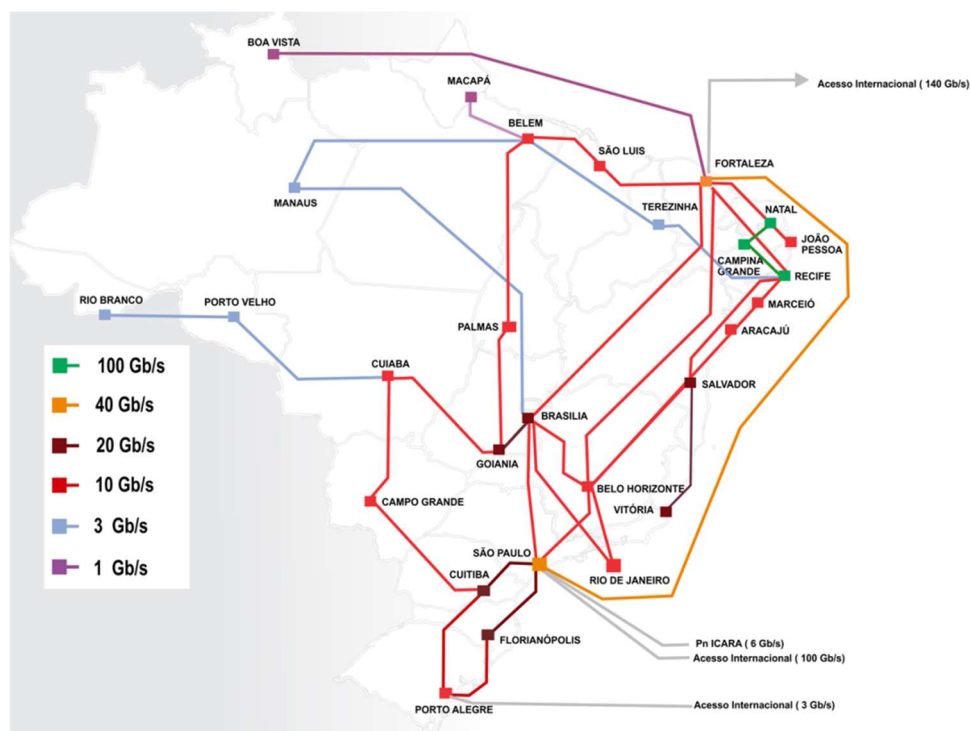 BOA VISTA
MACAPÁ
Acesso Internacional ( 140 Gb/s)
BELEM
SÃO LUIS
FORTALEZA
MANAUS
TEREZINHA
NATAL
JOÃO
PESSOA
CAMPINA
GRANDE
RECIFE
RIO BRANCO
PORTO VELHO
MARCEIÓ
PALMAS
ARACAJÚ
CUIABA
SALVADOR
BRASILIA
GOIANIA
BELO HORIZONTE
CAMPO GRANDE
VITÓRIA
100 Gb/s
40 Gb/s
20 Gb/s
10 Gb/s
3 Gb/s
1 Gb/s
SÃO PAULO
CUITIBA
RIO DE JANEIRO
FLORIANÓPOLIS
Pn ICARA ( 6 Gb/s)
Acesso Internacional ( 100 Gb/s)
PORTO ALEGRE
Acesso Internacional ( 3 Gb/s)